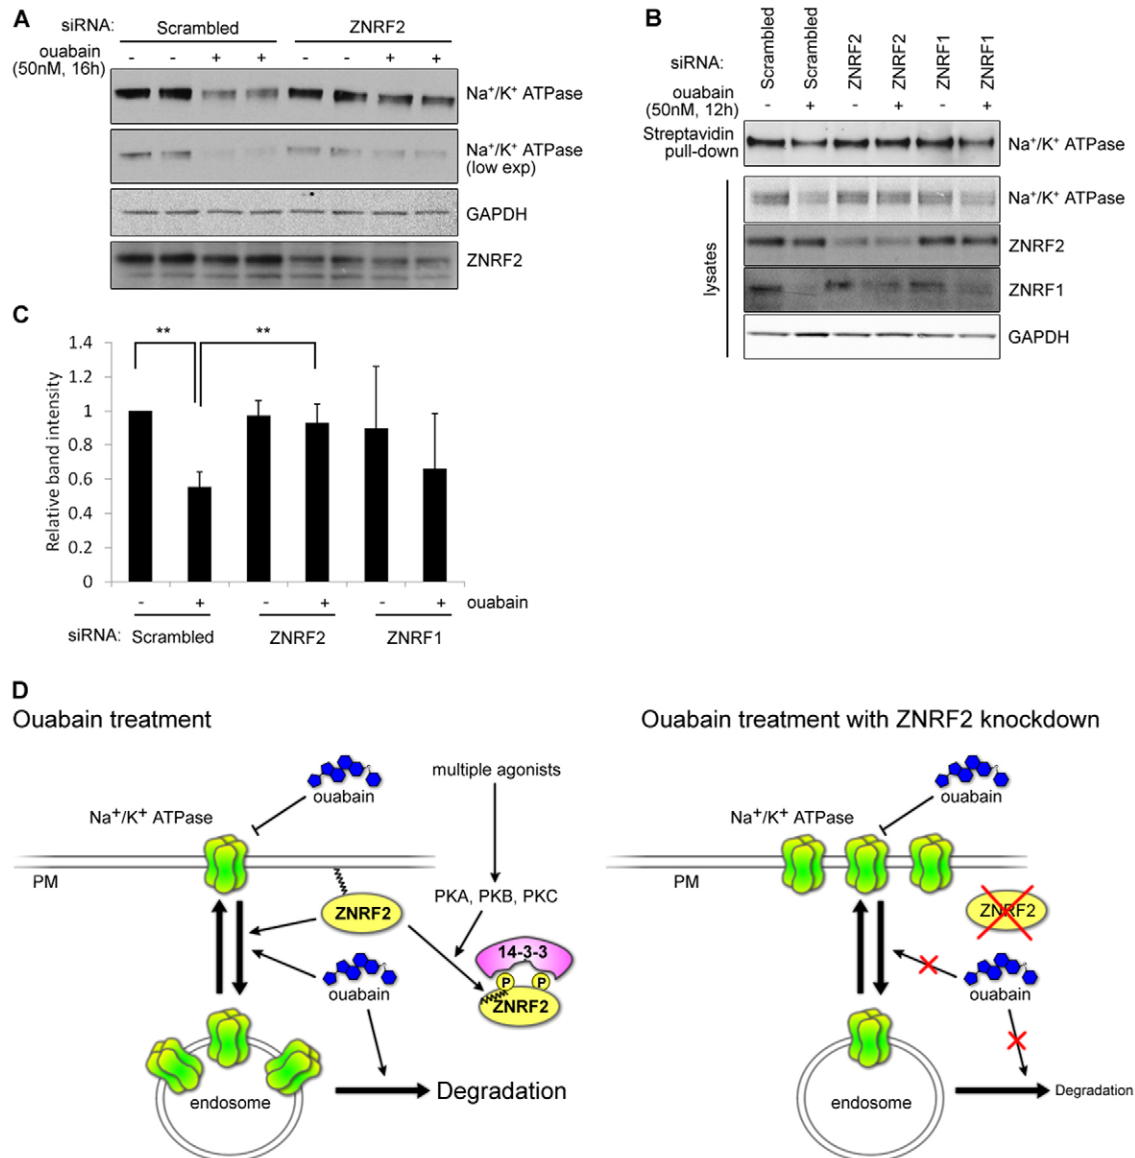 A
siRNA: Scrambled ZNRF2
ouabain - - + + - - + +
(50nM, 16h)
Na⁺/K⁺ ATPase
Na⁺/K⁺ ATPase
(low exp)
GAPDH
ZNRF2
B
siRNA: Scrambled Scrambled ZNRF2 ZNRF2 ZNRF1 ZNRF1
ouabain - + - + - +
(50nM, 12h)
Streptavidin
pull-down
Na⁺/K⁺ ATPase
lysates
Na⁺/K⁺ ATPase
ZNRF2
ZNRF1
GAPDH
C
Relative band intensity
1.4
1.2
1
0.8
0.6
0.4
0.2
0
** **
- + - + - + ouabain
siRNA: Scrambled ZNRF2 ZNRF1
D
Ouabain treatment
ouabain
multiple agonists
Na⁺/K⁺ ATPase
PM
ZNRF2
PKA, PKB, PKC
14-3-3
P P
ZNRF2
ouabain
endosome
Degradation
Ouabain treatment with ZNRF2 knockdown
ouabain
Na⁺/K⁺ ATPase
PM
ZNRF2
ouabain
endosome
Degradation